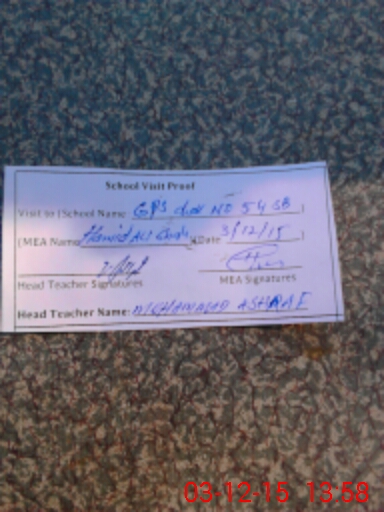 School Visit Proof
Visit to (School Name GPS chak NO 54 SB )
(MEA Name Hamid Ali Shah )(Date 3/12/15 )
Head Teacher Signatures MEA Signatures
Head Teacher Name: MUHAMMAD ASHRAF
03-12-15 13:58